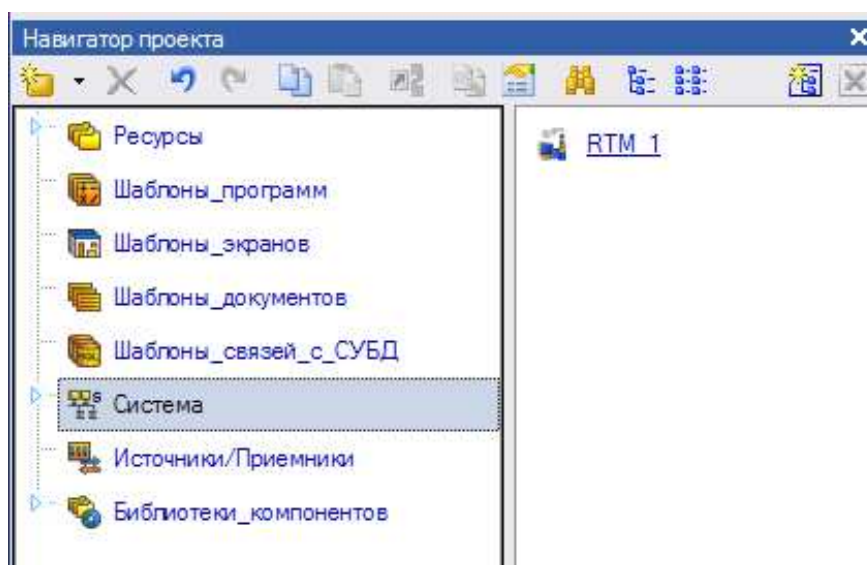 Навигатор проекта
Ресурсы
RTM_1
Шаблоны_программ
Шаблоны_экранов
Шаблоны_документов
Шаблоны_связей_с_СУБД
Система
Источники/Приемники
Библиотеки_компонентов